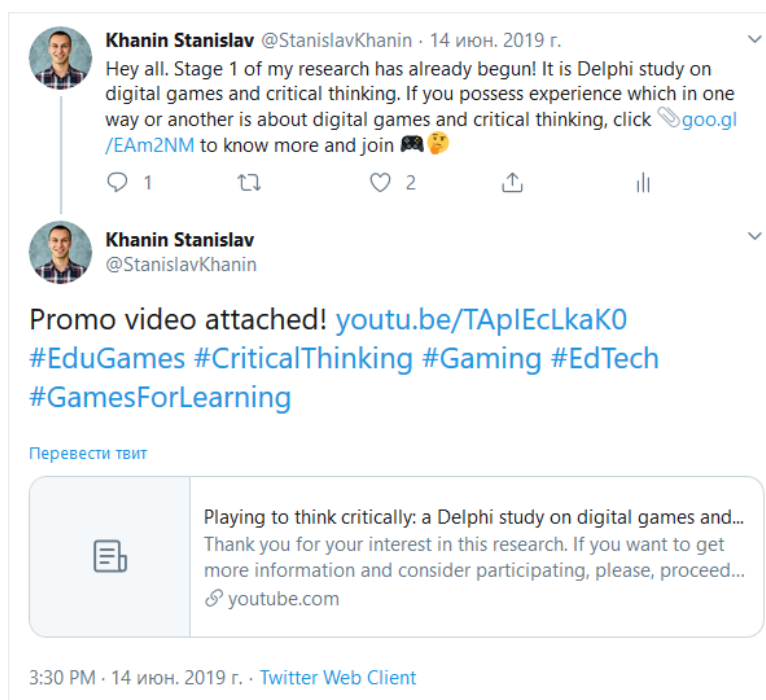 Khanin Stanislav @StanislavKhanin · 14 июн. 2019 г.
Hey all. Stage 1 of my research has already begun! It is Delphi study on
digital games and critical thinking. If you possess experience which in one
way or another is about digital games and critical thinking, click 📎goo.gl
/EAm2NM to know more and join 🎮🤔
1 2
Khanin Stanislav
@StanislavKhanin
Promo video attached! youtu.be/TApIEcLkaK0
#EduGames #CriticalThinking #Gaming #EdTech
#GamesForLearning
Перевести твит
Playing to think critically: a Delphi study on digital games and...
Thank you for your interest in this research. If you want to get
more information and consider participating, please, proceed...
youtube.com
3:30 PM · 14 июн. 2019 г. · Twitter Web Client